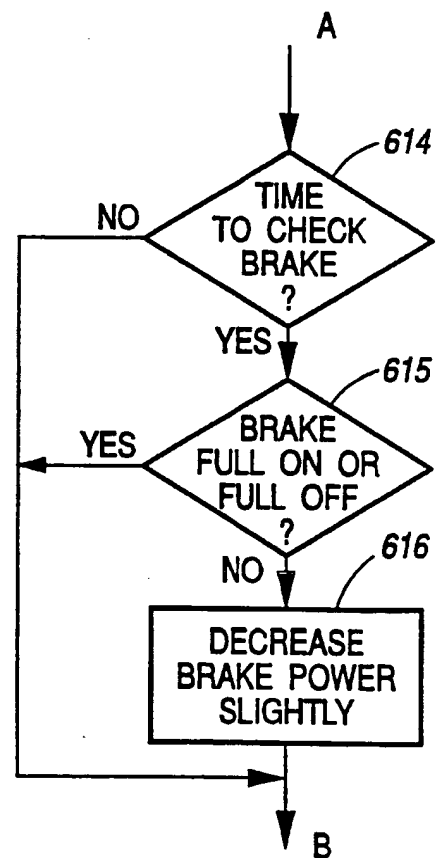 A
614
TIME
TO CHECK
BRAKE
?
NO
YES
615
BRAKE
FULL ON OR
FULL OFF
?
YES
NO
616
DECREASE
BRAKE POWER
SLIGHTLY
B